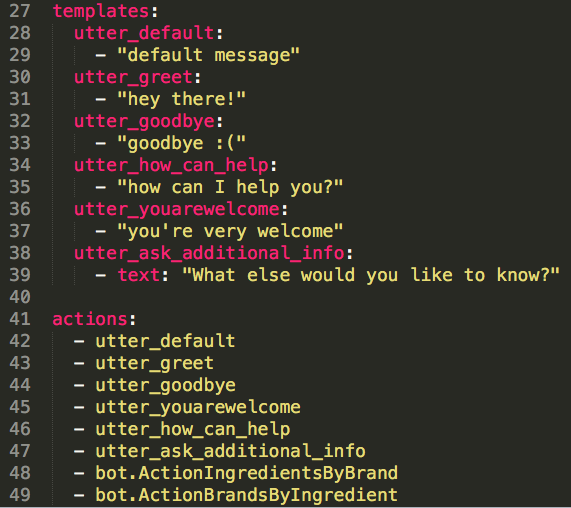 27 templates:
28   utter_default:
29     - "default message"
30   utter_greet:
31     - "hey there!"
32   utter_goodbye:
33     - "goodbye :("
34   utter_how_can_help:
35     - "how can I help you?"
36   utter_youarewelcome:
37     - "you're very welcome"
38   utter_ask_additional_info:
39     - text: "What else would you like to know?"
40
41 actions:
42   - utter_default
43   - utter_greet
44   - utter_goodbye
45   - utter_youarewelcome
46   - utter_how_can_help
47   - utter_ask_additional_info
48   - bot.ActionIngredientsByBrand
49   - bot.ActionBrandsByIngredient